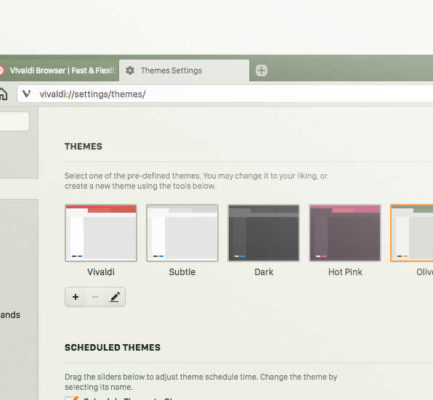 Vivaldi Browser | Fast & Flexi
Themes Settings
vivaldi://settings/themes/
THEMES
Select one of the pre-defined themes. You may change it to your liking, or
create a new theme using the tools below.
Vivaldi
Subtle
Dark
Hot Pink
Olive
ands
SCHEDULED THEMES
Drag the sliders below to adjust theme schedule time. Change the theme by
selecting its name.